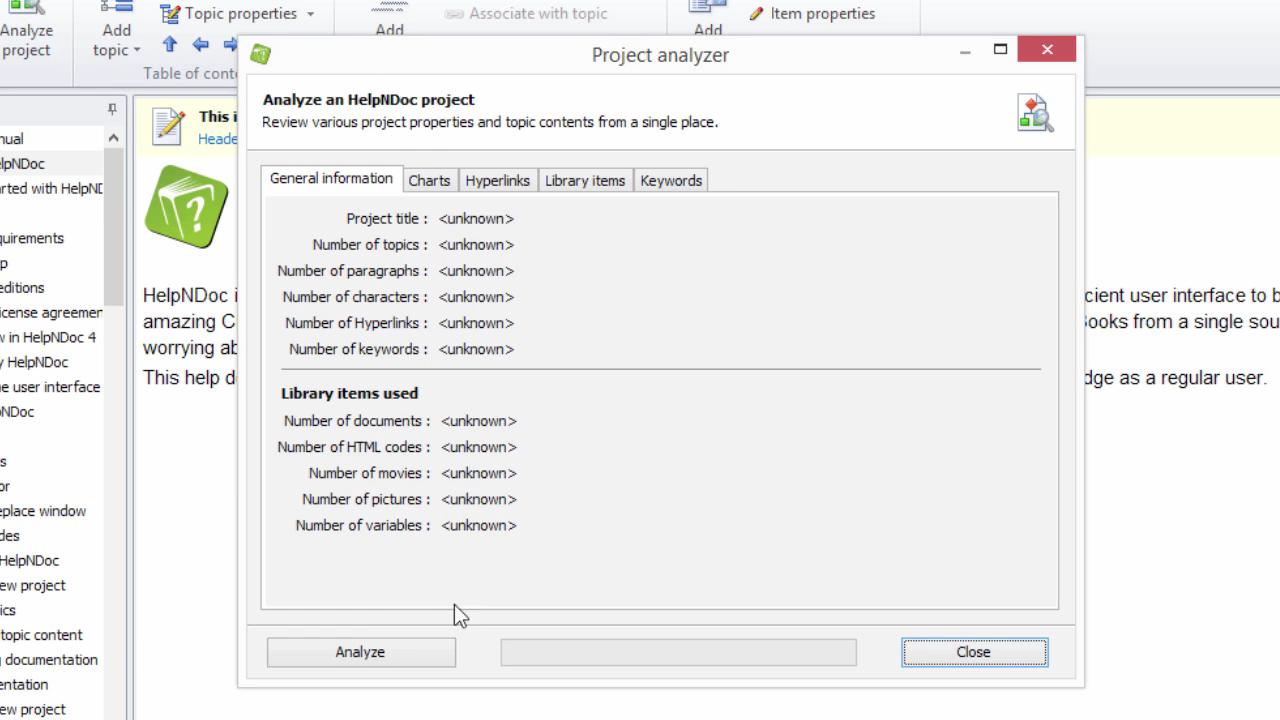 Analyze
project
Add
topic
Topic properties
Table of conte
Add
Associate with topic
Add
Item properties
Project analyzer
Analyze an HelpNDoc project
Review various project properties and topic contents from a single place.
General information
Charts
Hyperlinks
Library items
Keywords
Project title : <unknown>
Number of topics : <unknown>
Number of paragraphs : <unknown>
Number of characters : <unknown>
Number of Hyperlinks : <unknown>
Number of keywords : <unknown>
Library items used
Number of documents : <unknown>
Number of HTML codes : <unknown>
Number of movies : <unknown>
Number of pictures : <unknown>
Number of variables : <unknown>
Analyze
Close
nual
lpNDoc
arted with HelpND
quirements
p
editions
icense agreemen
w in HelpNDoc 4
y HelpNDoc
e user interface
pNDoc
s
or
eplace window
des
HelpNDoc
ew project
ics
topic content
g documentation
entation
ew project
This i
Heade
HelpNDoc i
cient user interface to b
amazing C
Books from a single sou
worrying ab
This help d
dge as a regular user.